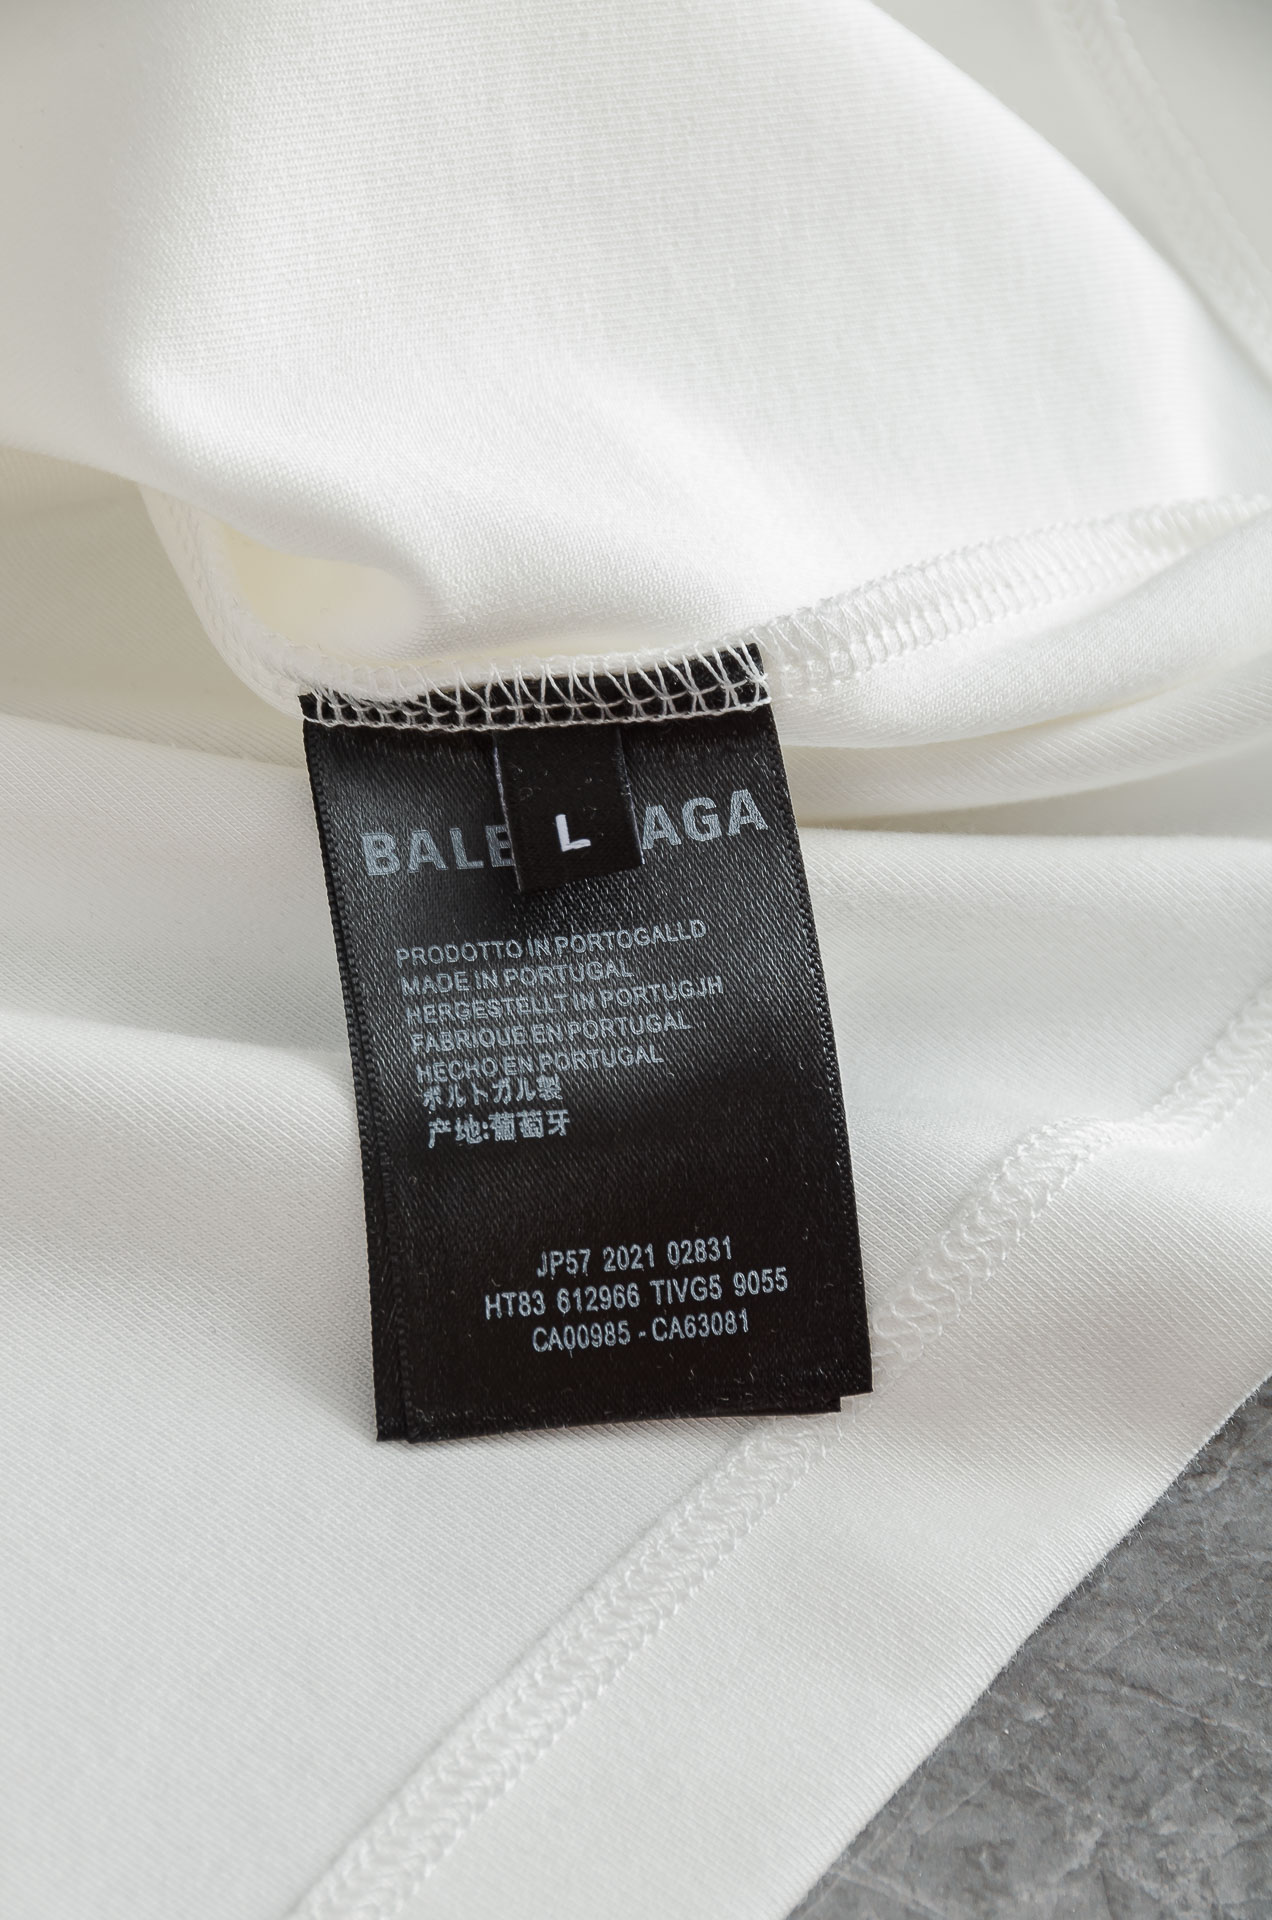 BALE AGA
L
PRODOTTO IN PORTOGALLO
MADE IN PORTUGAL
HERGESTELLT IN PORTUGJH
FABRIQUE EN PORTUGAL
HECHO EN PORTUGAL
ポルトガル製
产地:葡萄牙
JP57 2021 02831
HT83 612966 TIVG5 9055
CA00985 - CA63081